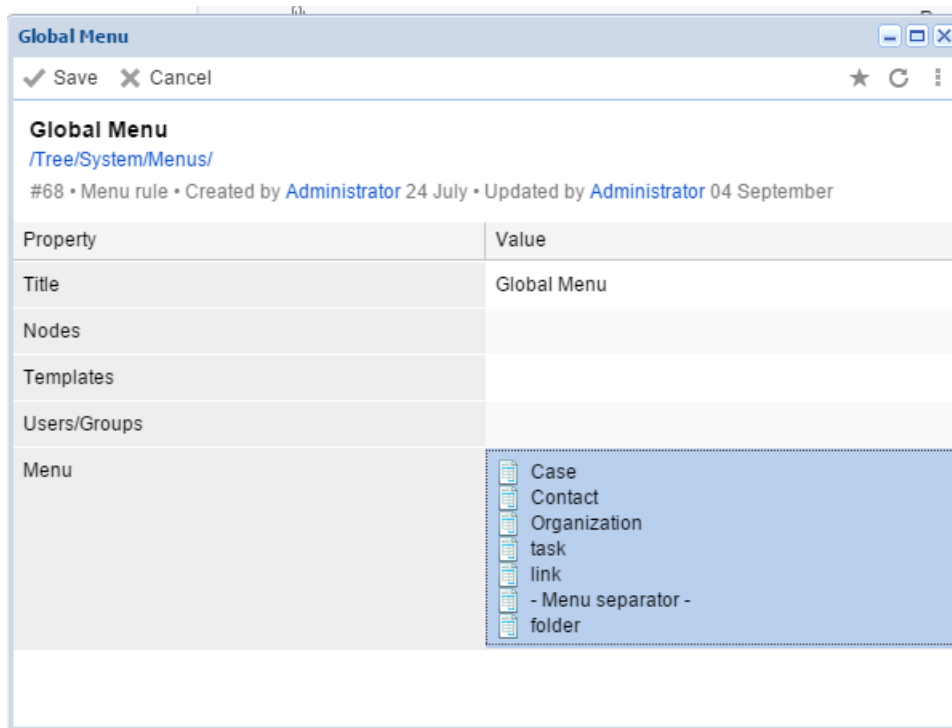 Global Menu
Save Cancel
Global Menu
/Tree/System/Menus/
#68 • Menu rule • Created by Administrator 24 July • Updated by Administrator 04 September
Property Value
Title Global Menu
Nodes
Templates
Users/Groups
Menu Case
Contact
Organization
task
link
- Menu separator -
folder